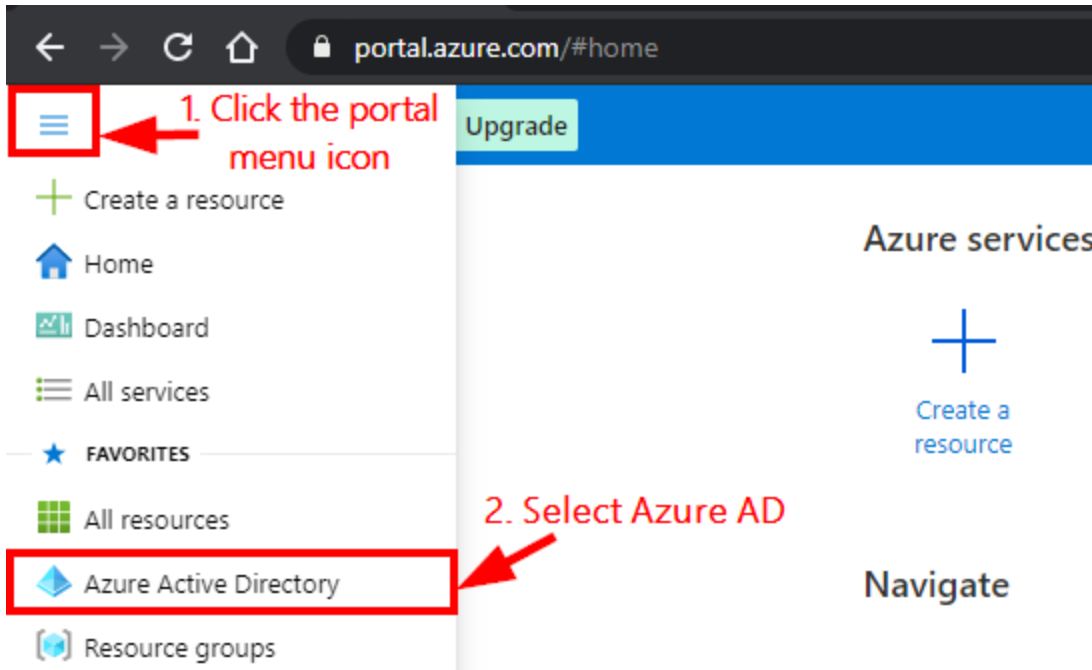 portal.azure.com/#home
1. Click the portal
menu icon
Upgrade
Create a resource
Home
Dashboard
All services
FAVORITES
All resources
Azure Active Directory
Resource groups
Azure services
Create a
resource
2. Select Azure AD
Navigate